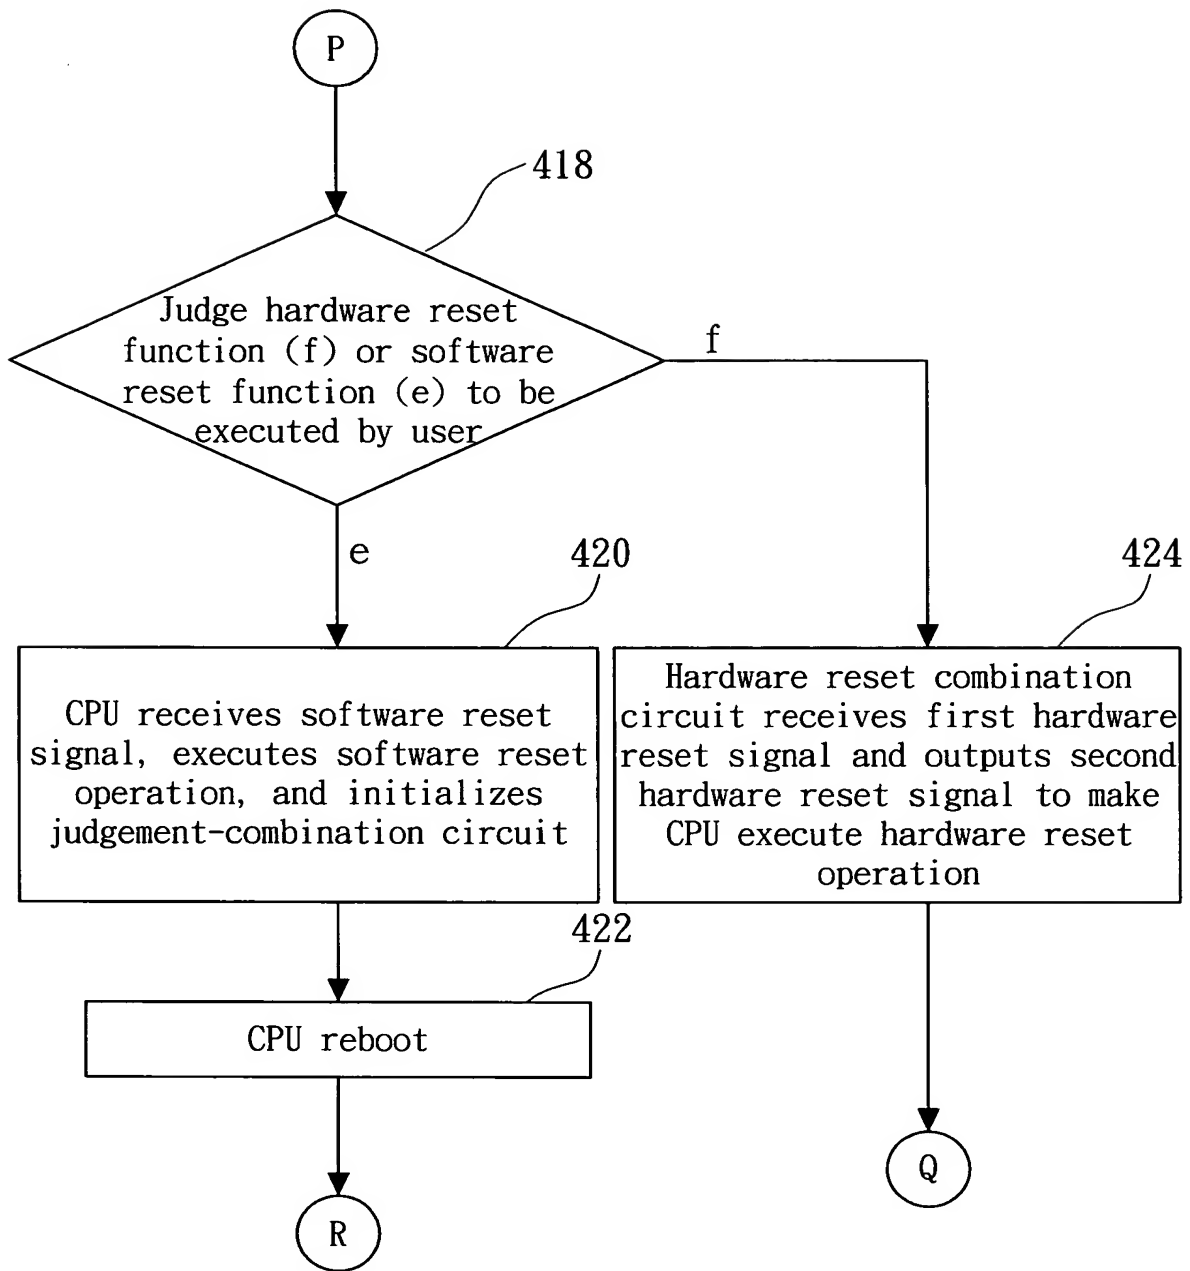 P
418
Judge hardware reset
function (f) or software
reset function (e) to be
executed by user
f
e
420
424
CPU receives software reset
signal, executes software reset
operation, and initializes
judgement-combination circuit
Hardware reset combination
circuit receives first hardware
reset signal and outputs second
hardware reset signal to make
CPU execute hardware reset
operation
422
CPU reboot
Q
R